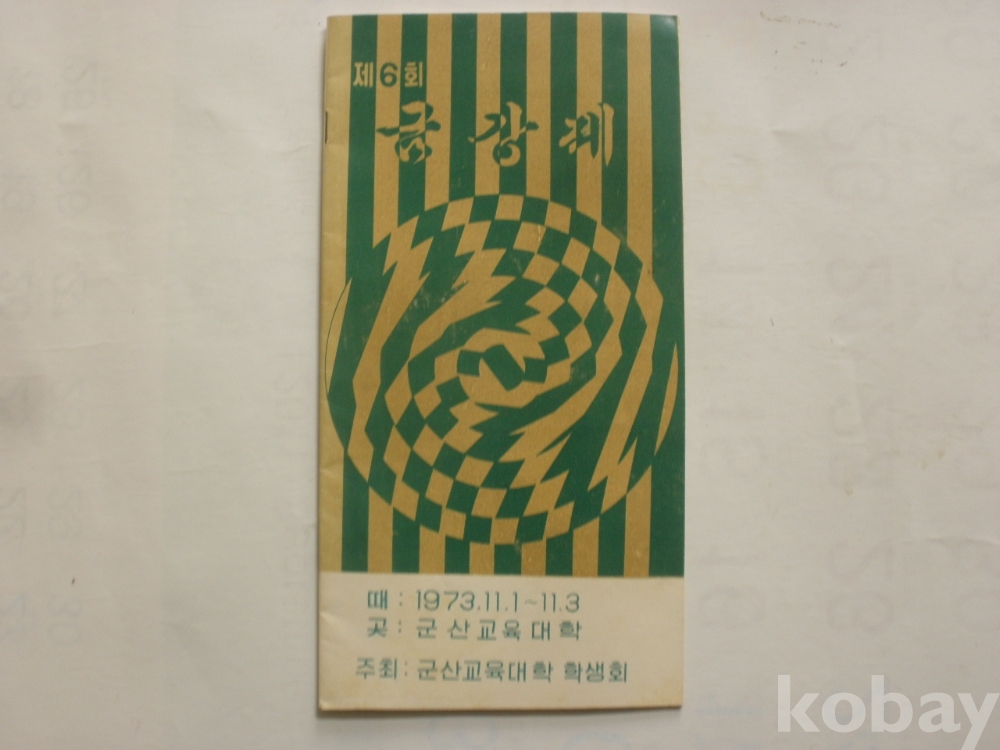 제6회
금강제
때 : 1973.11.1~11.3
곳 : 군산교육대학
주최 : 군산교육대학 학생회
kobay